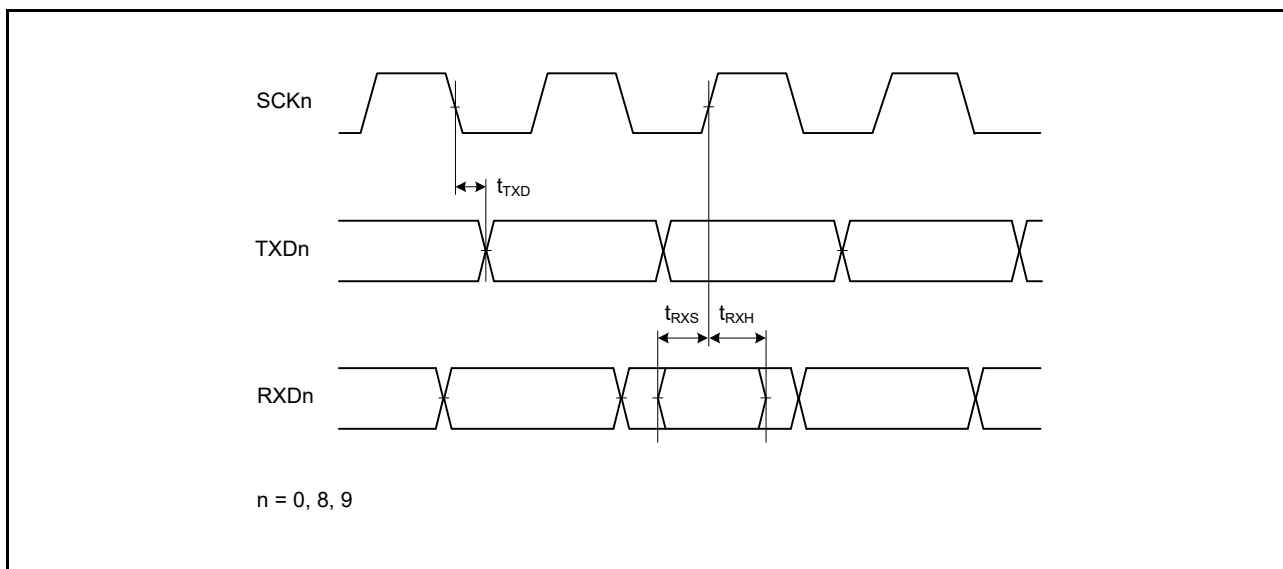 SCKn
tTXD
TXDn
tRXS tRXH
RXDn
n = 0, 8, 9